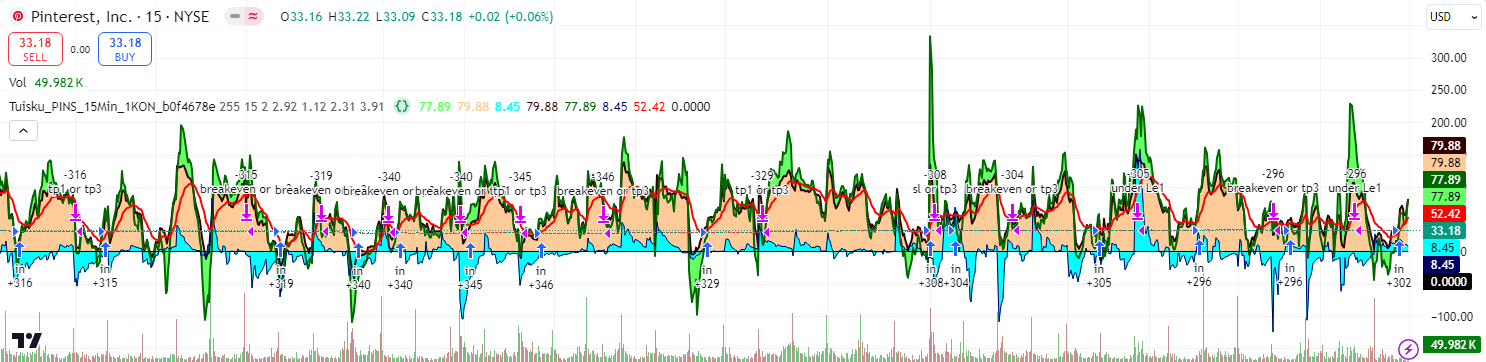 Pinterest, Inc. · 15 · NYSE
O33.16 H33.22 L33.09 C33.18 +0.02 (+0.06%)
USD
33.18
SELL
0.00
33.18
BUY
Vol 49.982 K
Tuisku_PINS_15Min_1KON_b0f4678e 255 15 2 2.92 1.12 2.31 3.91 {} 77.89 79.88 8.45 79.88 77.89 8.45 52.42 0.0000
300.00
250.00
200.00
79.88
79.88
77.89
77.89
52.42
33.18
8.45
8.45
0.0000
−100.00
49.982 K
-316
tp1 or tp3
-315
breakeven or
-319
breakeven o
-340
breakeven or
-340
-345
tp1 or tp3
-346
breakeven or tp3
-329
tp1 or tp3
-308
sl or tp3
-304
breakeven or tp3
-305
under Le1
-296
breakeven or tp3
-296
under Le1
in
+316
in
+315
in
+319
in
+340
in
+340
in
+345
in
+346
in
+329
in
+308
in
+304
in
+305
in
+296
in
+296
in
+302